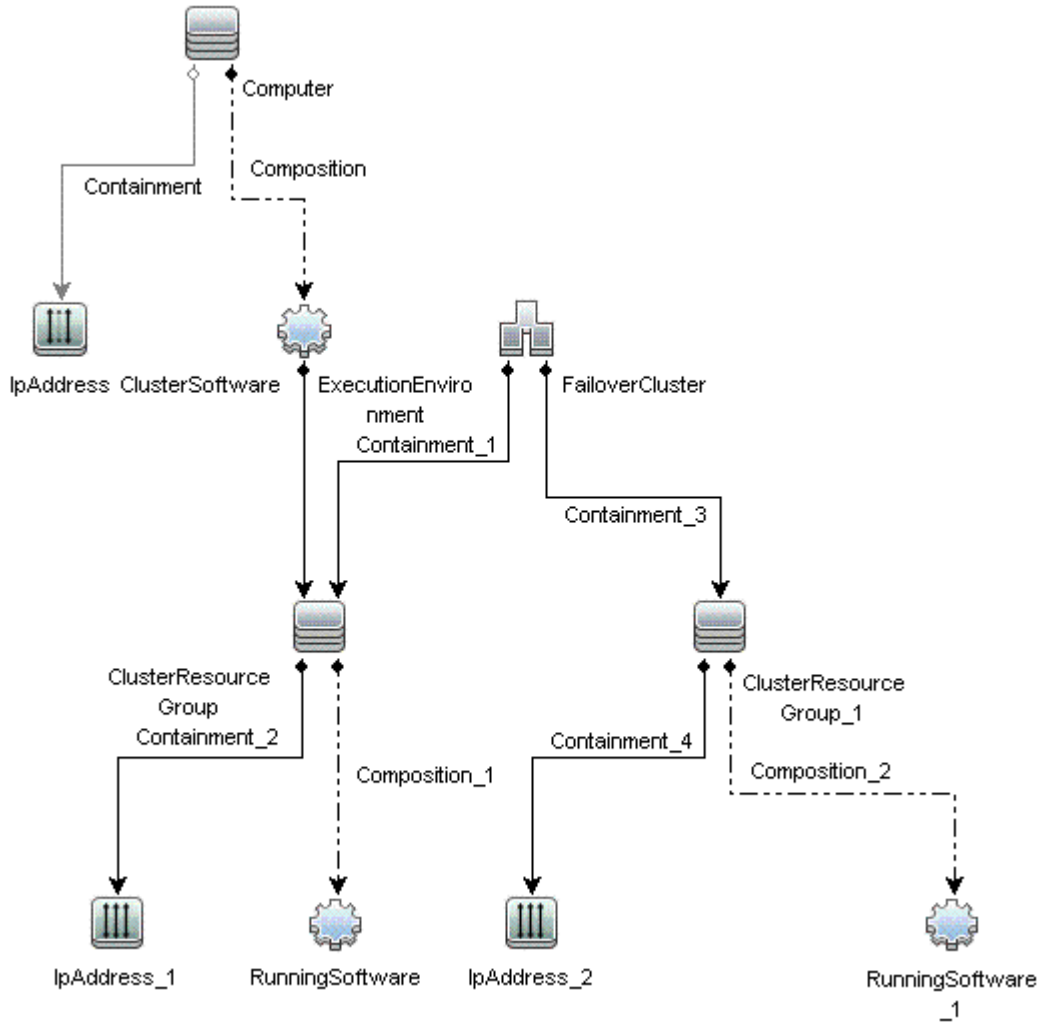 Computer
Composition
Containment
IpAddress
ClusterSoftware
ExecutionEnviro
nment
FailoverCluster
Containment_1
Containment_3
ClusterResource
Group
ClusterResource
Group_1
Containment_2
Containment_4
Composition_1
Composition_2
IpAddress_1
RunningSoftware
IpAddress_2
RunningSoftware
_1